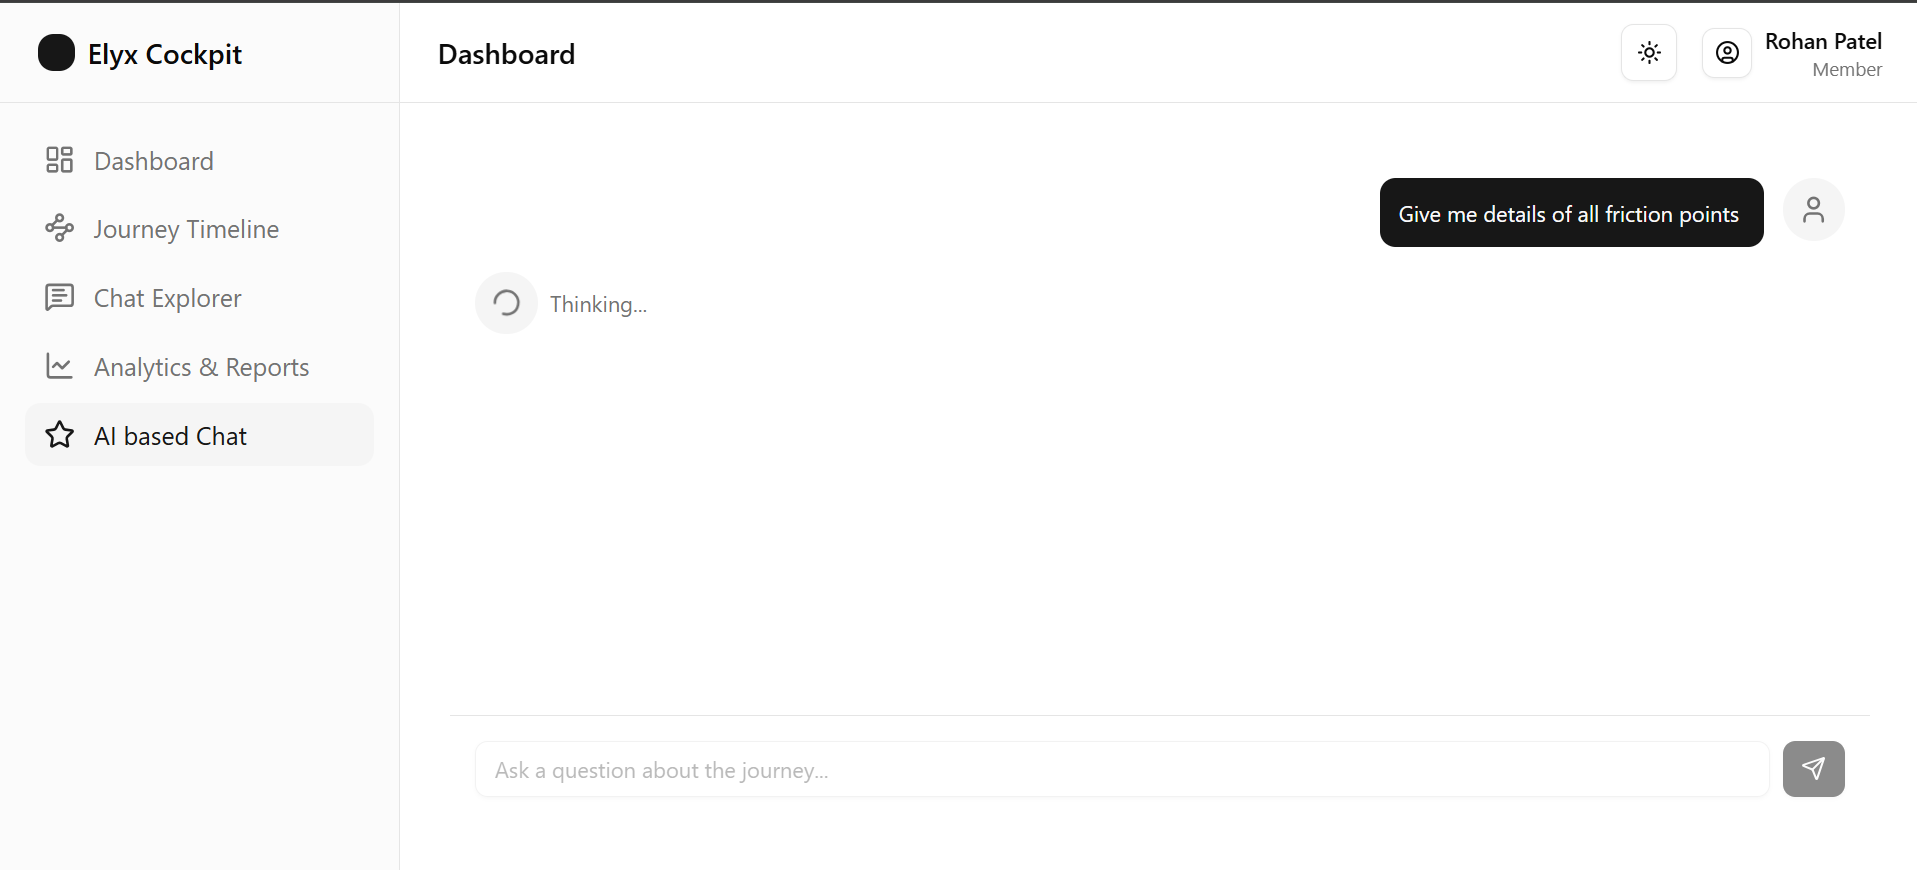 Elyx Cockpit
Dashboard
Rohan Patel
Member
Dashboard
Journey Timeline
Chat Explorer
Analytics & Reports
AI based Chat
Give me details of all friction points
Thinking...
Ask a question about the journey...